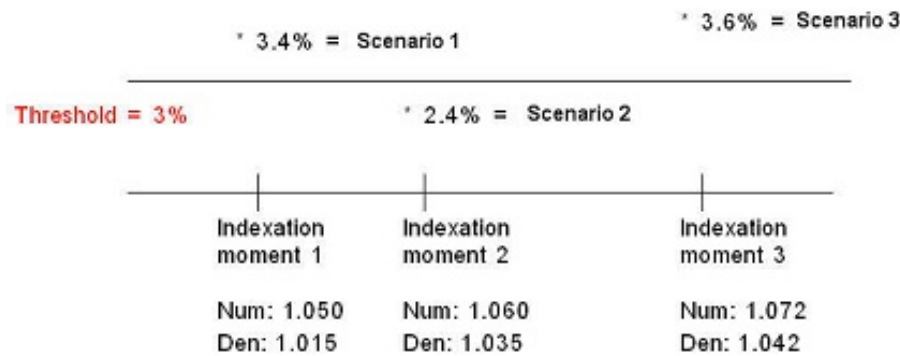 * 3.6% = Scenario 3
* 3.4% = Scenario 1
Threshold = 3%
* 2.4% = Scenario 2
Indexation moment 1
Indexation moment 2
Indexation moment 3
Num: 1.050
Den: 1.015
Num: 1.060
Den: 1.035
Num: 1.072
Den: 1.042